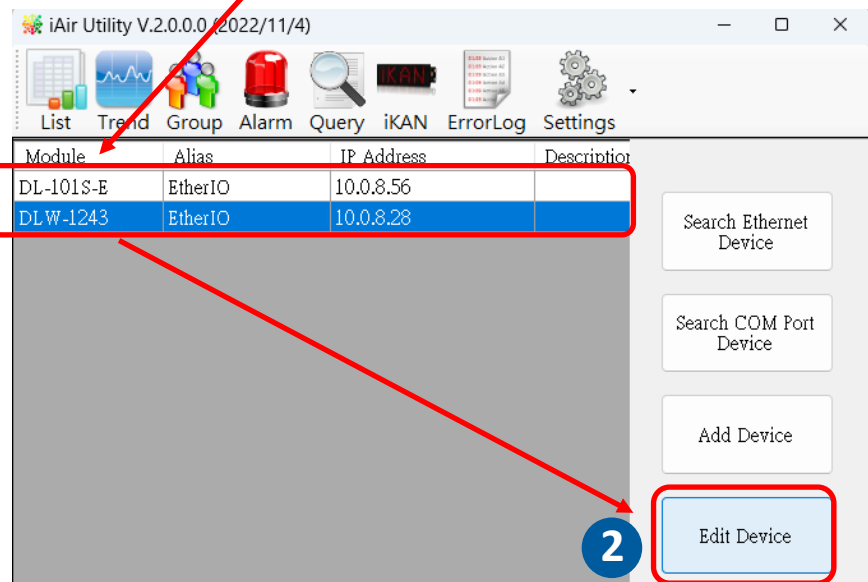 iAir Utility V.2.0.0.0 (2022/11/4)
List Trend Group Alarm Query iKAN ErrorLog Settings
Module Alias IP Address Description
DL-101S-E EtherIO 10.0.8.56
DLW-1243 EtherIO 10.0.8.28
Search Ethernet
Device
Search COM Port
Device
Add Device
2 Edit Device